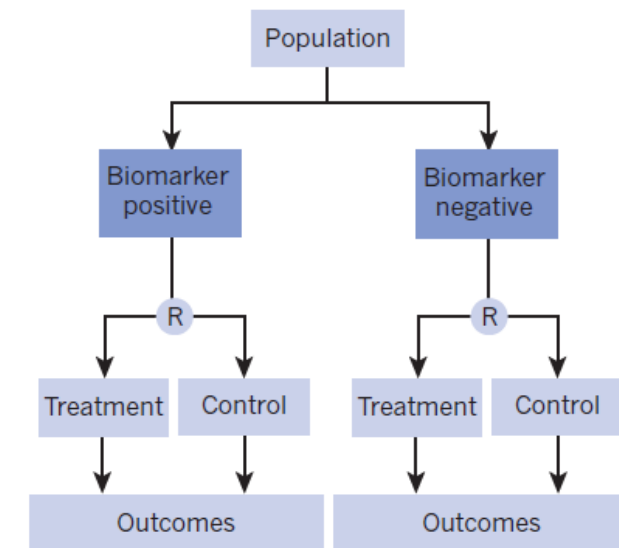 Population
Biomarker
positive
Biomarker
negative
R
R
Treatment
Control
Treatment
Control
Outcomes
Outcomes